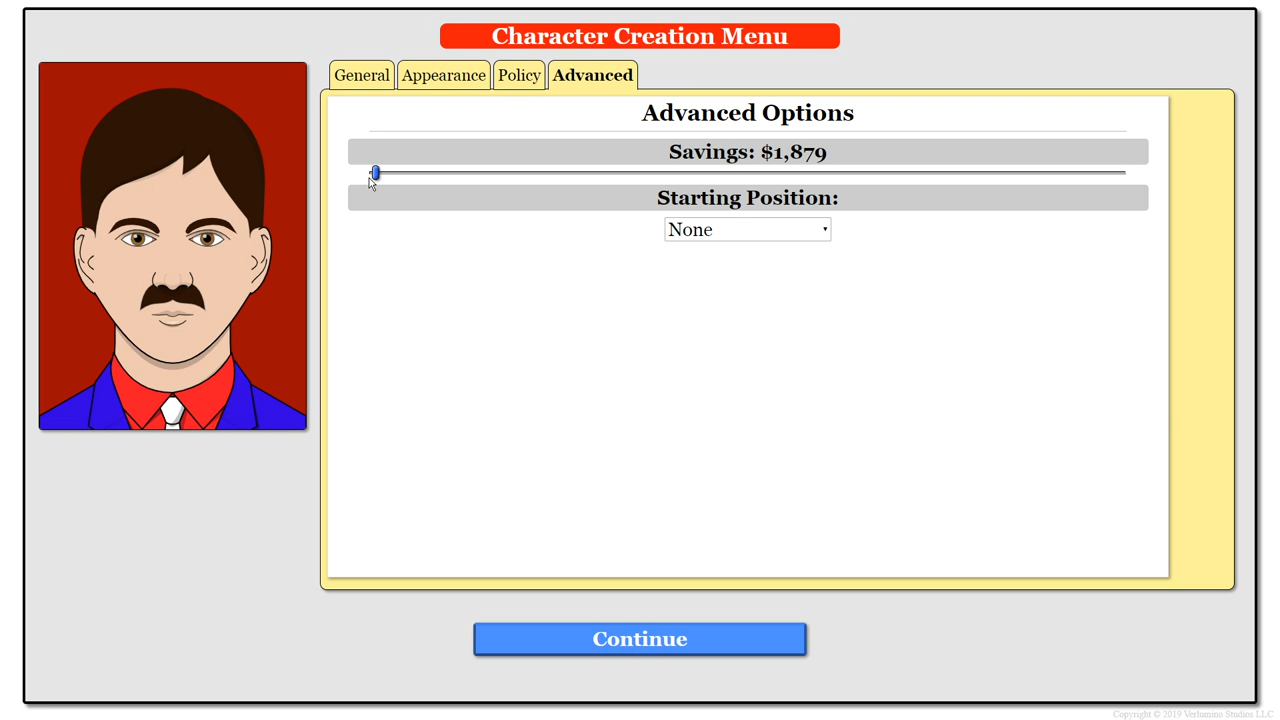 Character Creation Menu
General Appearance Policy Advanced
Advanced Options
Savings: $1,879
Starting Position:
None
Continue
Copyright © 2019 Verlumino Studios LLC